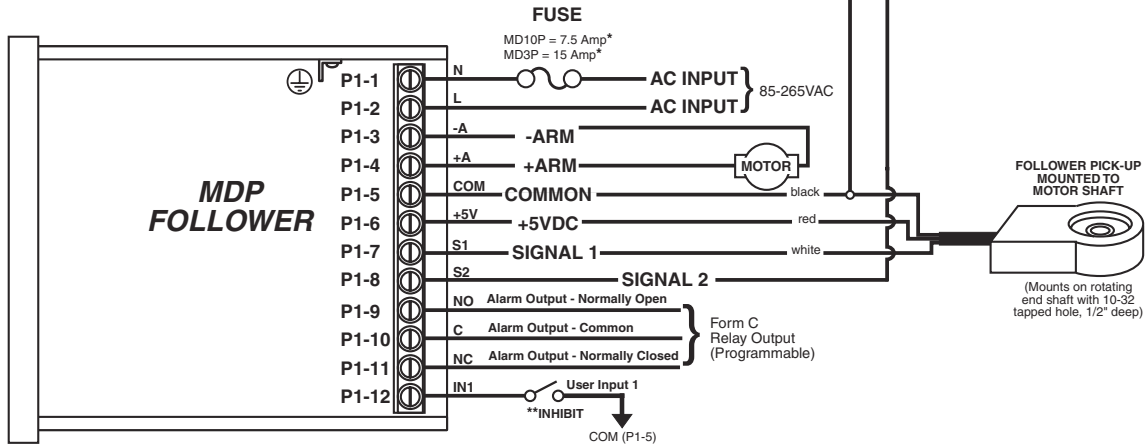 FUSE
MD10P = 7.5 Amp*
MD3P = 15 Amp*
P1-1 N AC INPUT
85-265VAC
P1-2 L AC INPUT
P1-3 -A -ARM
P1-4 +A +ARM MOTOR
P1-5 COM COMMON black
P1-6 +5V +5VDC red
P1-7 S1 SIGNAL 1 white
P1-8 S2 SIGNAL 2
P1-9 NO Alarm Output - Normally Open
P1-10 C Alarm Output - Common
P1-11 NC Alarm Output - Normally Closed
Form C
Relay Output
(Programmable)
P1-12 IN1 User Input 1
**INHIBIT
COM (P1-5)
MDP
FOLLOWER
FOLLOWER PICK-UP
MOUNTED TO
MOTOR SHAFT
(Mounts on rotating
end shaft with 10-32
tapped hole, 1/2" deep)